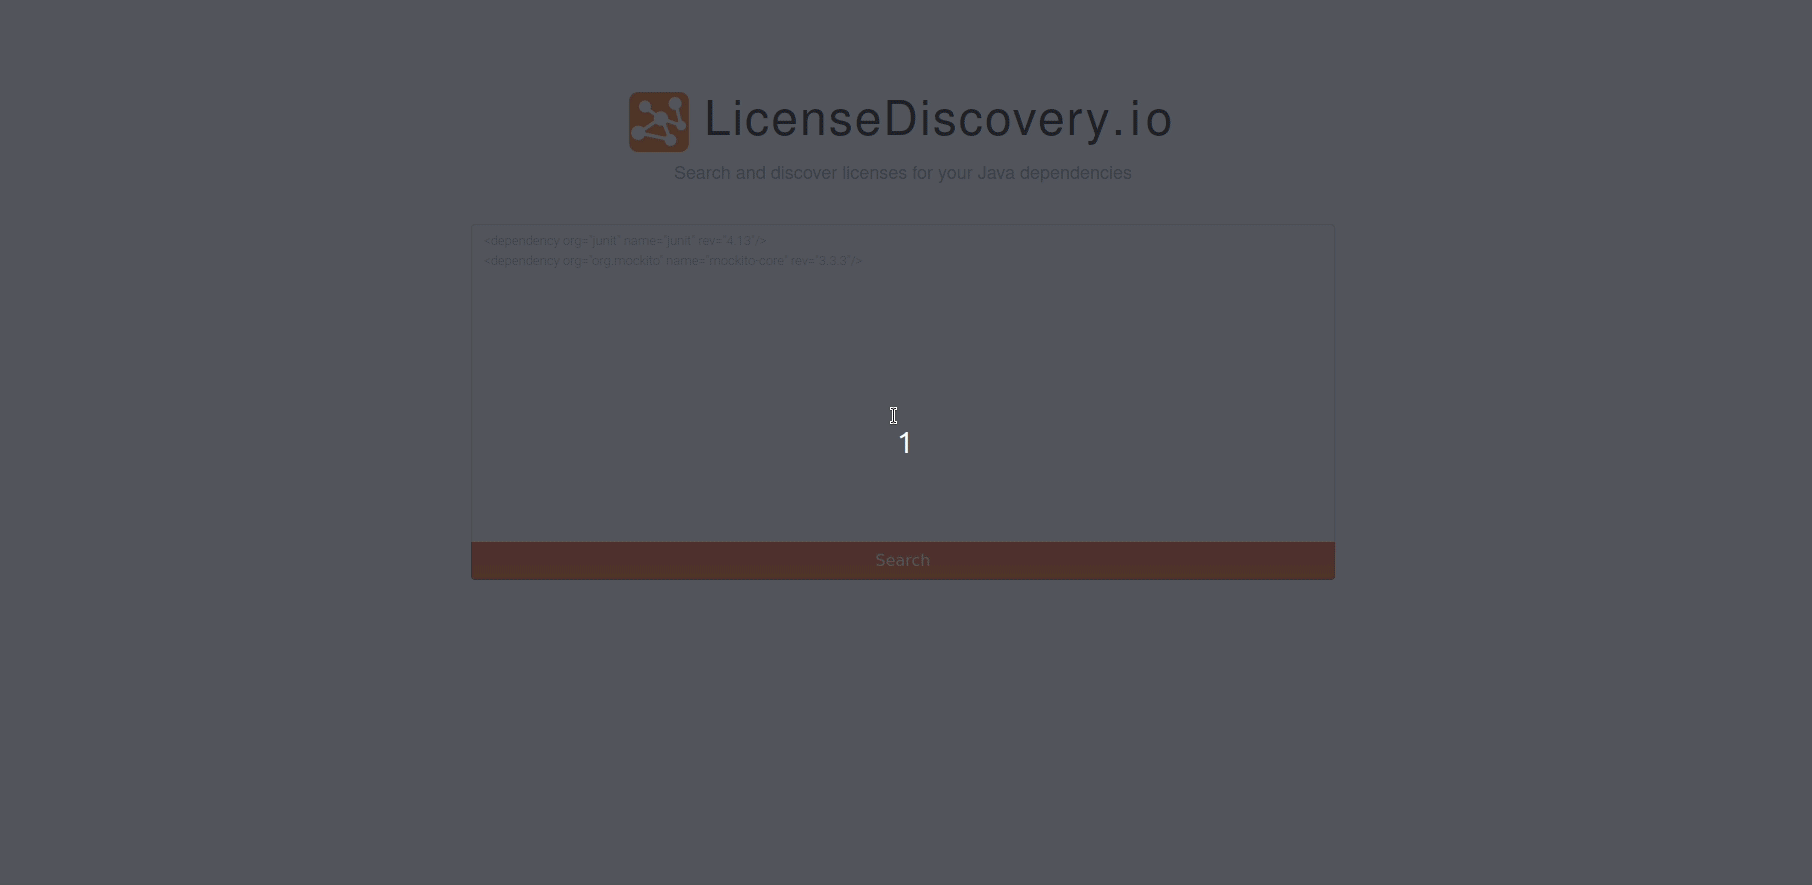 LicenseDiscovery.io
Search and discover licenses for your Java dependencies
<dependency org="junit" name="junit" rev="4.13"/>
<dependency org="org.mockito" name="mockito-core" rev="3.3.3"/>
1
Search